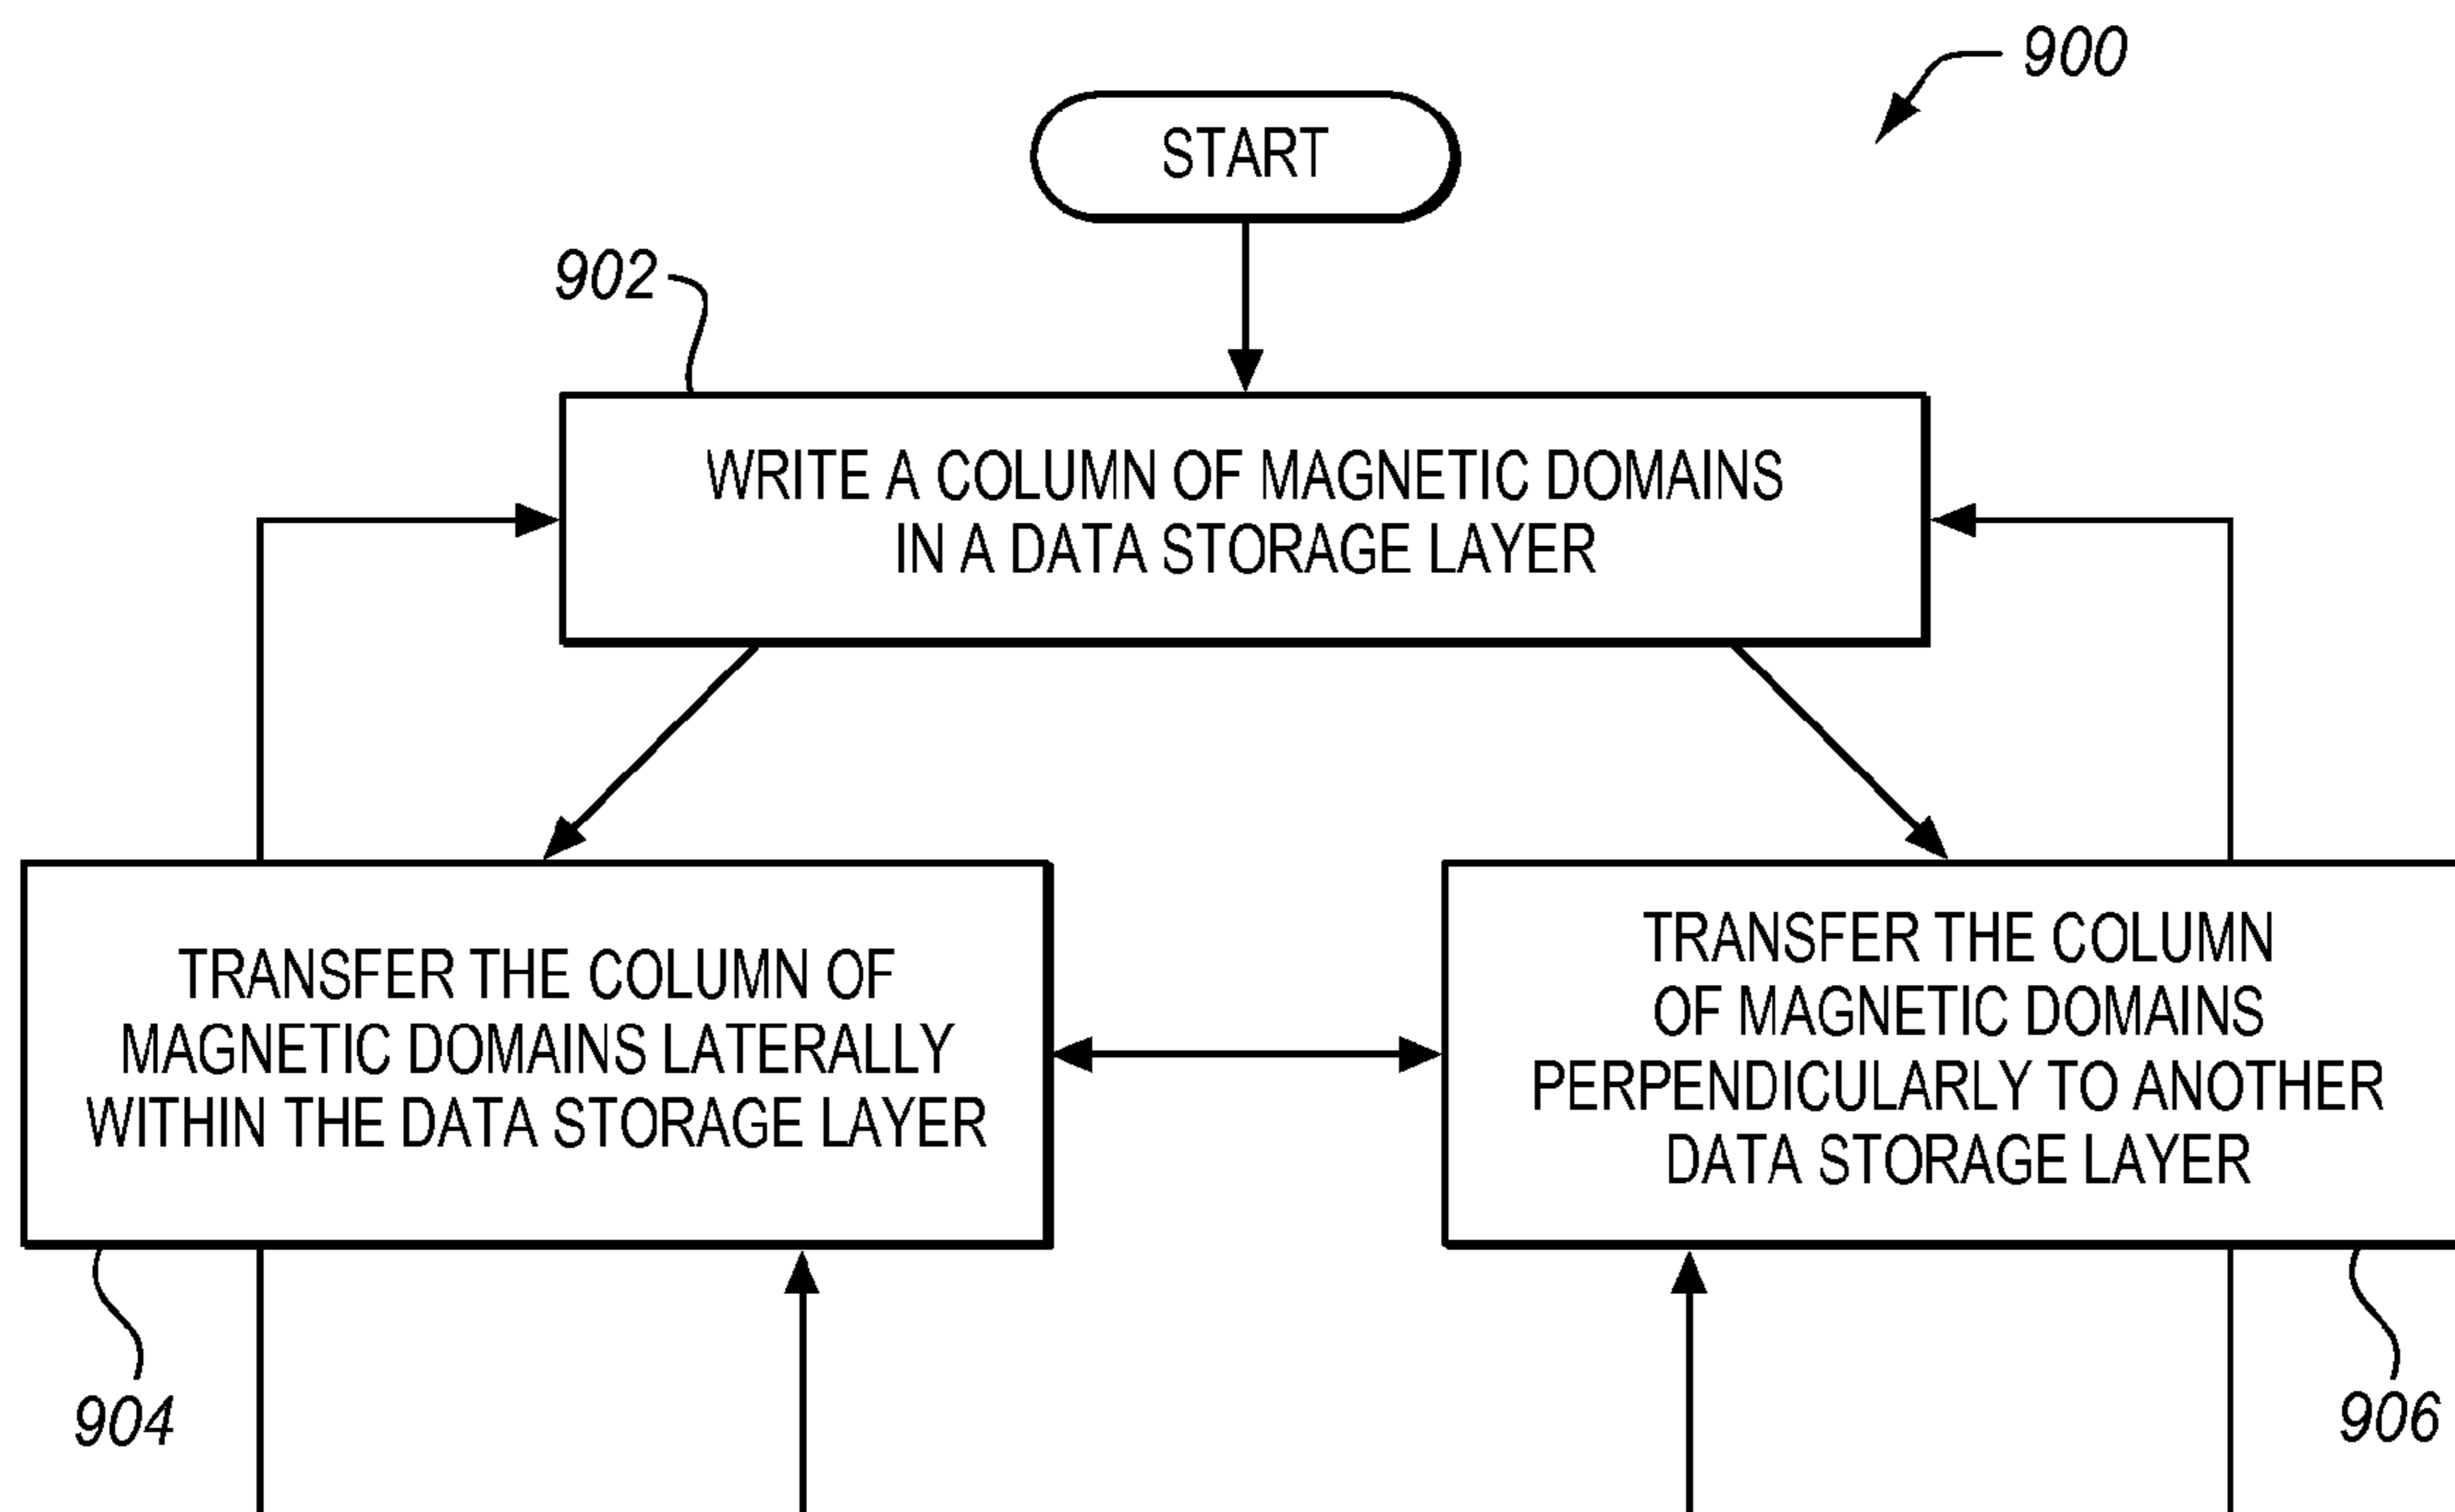 900
START
902
WRITE A COLUMN OF MAGNETIC DOMAINS
IN A DATA STORAGE LAYER
TRANSFER THE COLUMN OF
MAGNETIC DOMAINS LATERALLY
WITHIN THE DATA STORAGE LAYER
TRANSFER THE COLUMN
OF MAGNETIC DOMAINS
PERPENDICULARLY TO ANOTHER
DATA STORAGE LAYER
904
906